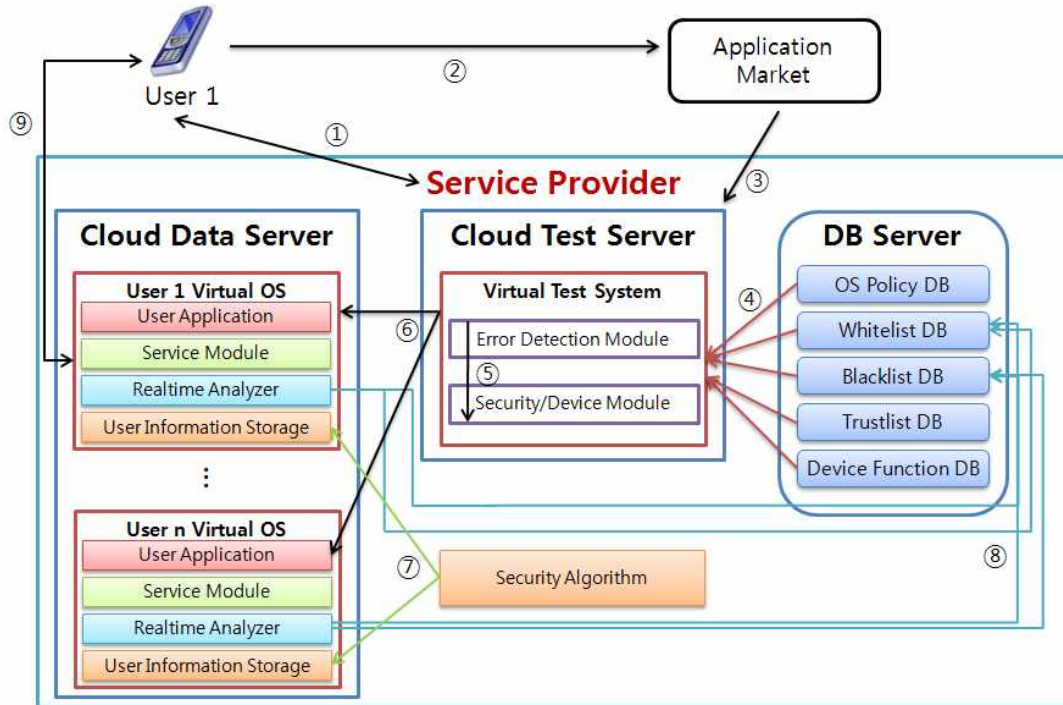 User 1
②
Application
Market
⑨
①
③
Service Provider
Cloud Data Server
Cloud Test Server
DB Server
User 1 Virtual OS
User Application
Service Module
Realtime Analyzer
User Information Storage
⋮
User n Virtual OS
User Application
Service Module
Realtime Analyzer
User Information Storage
⑥
Virtual Test System
Error Detection Module
⑤
Security/Device Module
④
OS Policy DB
Whitelist DB
Blacklist DB
Trustlist DB
Device Function DB
⑦
Security Algorithm
⑧